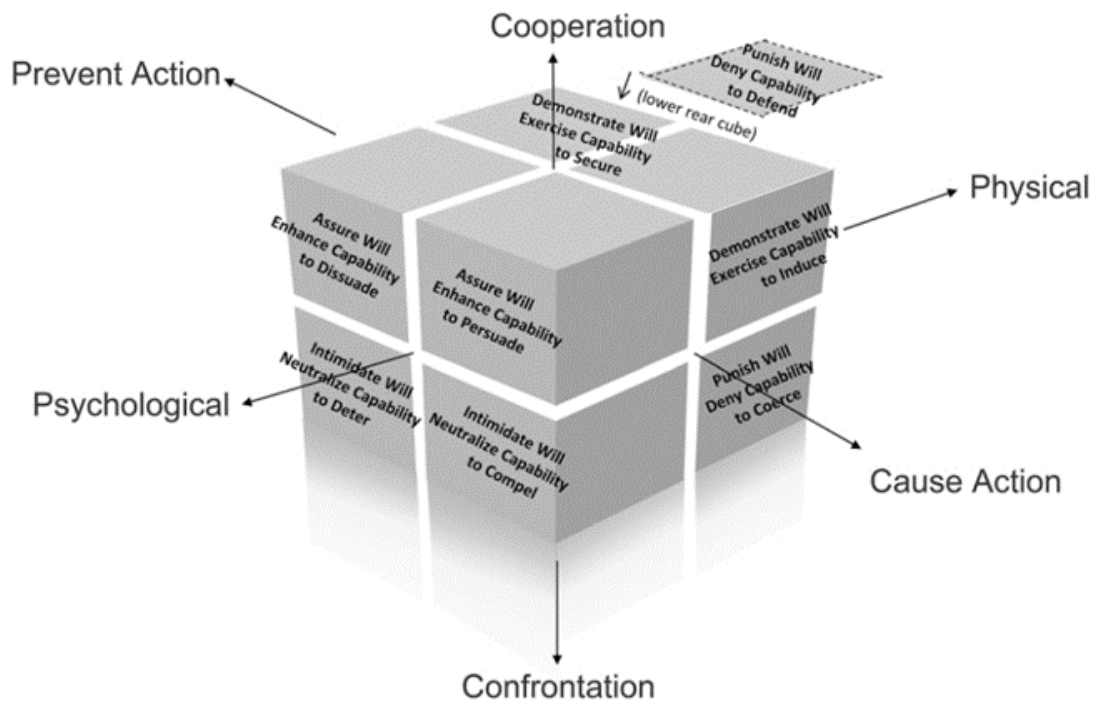 Cooperation
Prevent Action
Punish Will
Deny Capability
to Defend
(lower rear cube)
Demonstrate Will
Exercise Capability
to Secure
Physical
Assure Will
Enhance Capability
to Dissuade
Assure Will
Enhance Capability
to Persuade
Demonstrate Will
Exercise Capability
to Induce
Psychological
Intimidate Will
Neutralize Capability
to Deter
Intimidate Will
Neutralize Capability
to Compel
Punish Will
Deny Capability
to Coerce
Cause Action
Confrontation